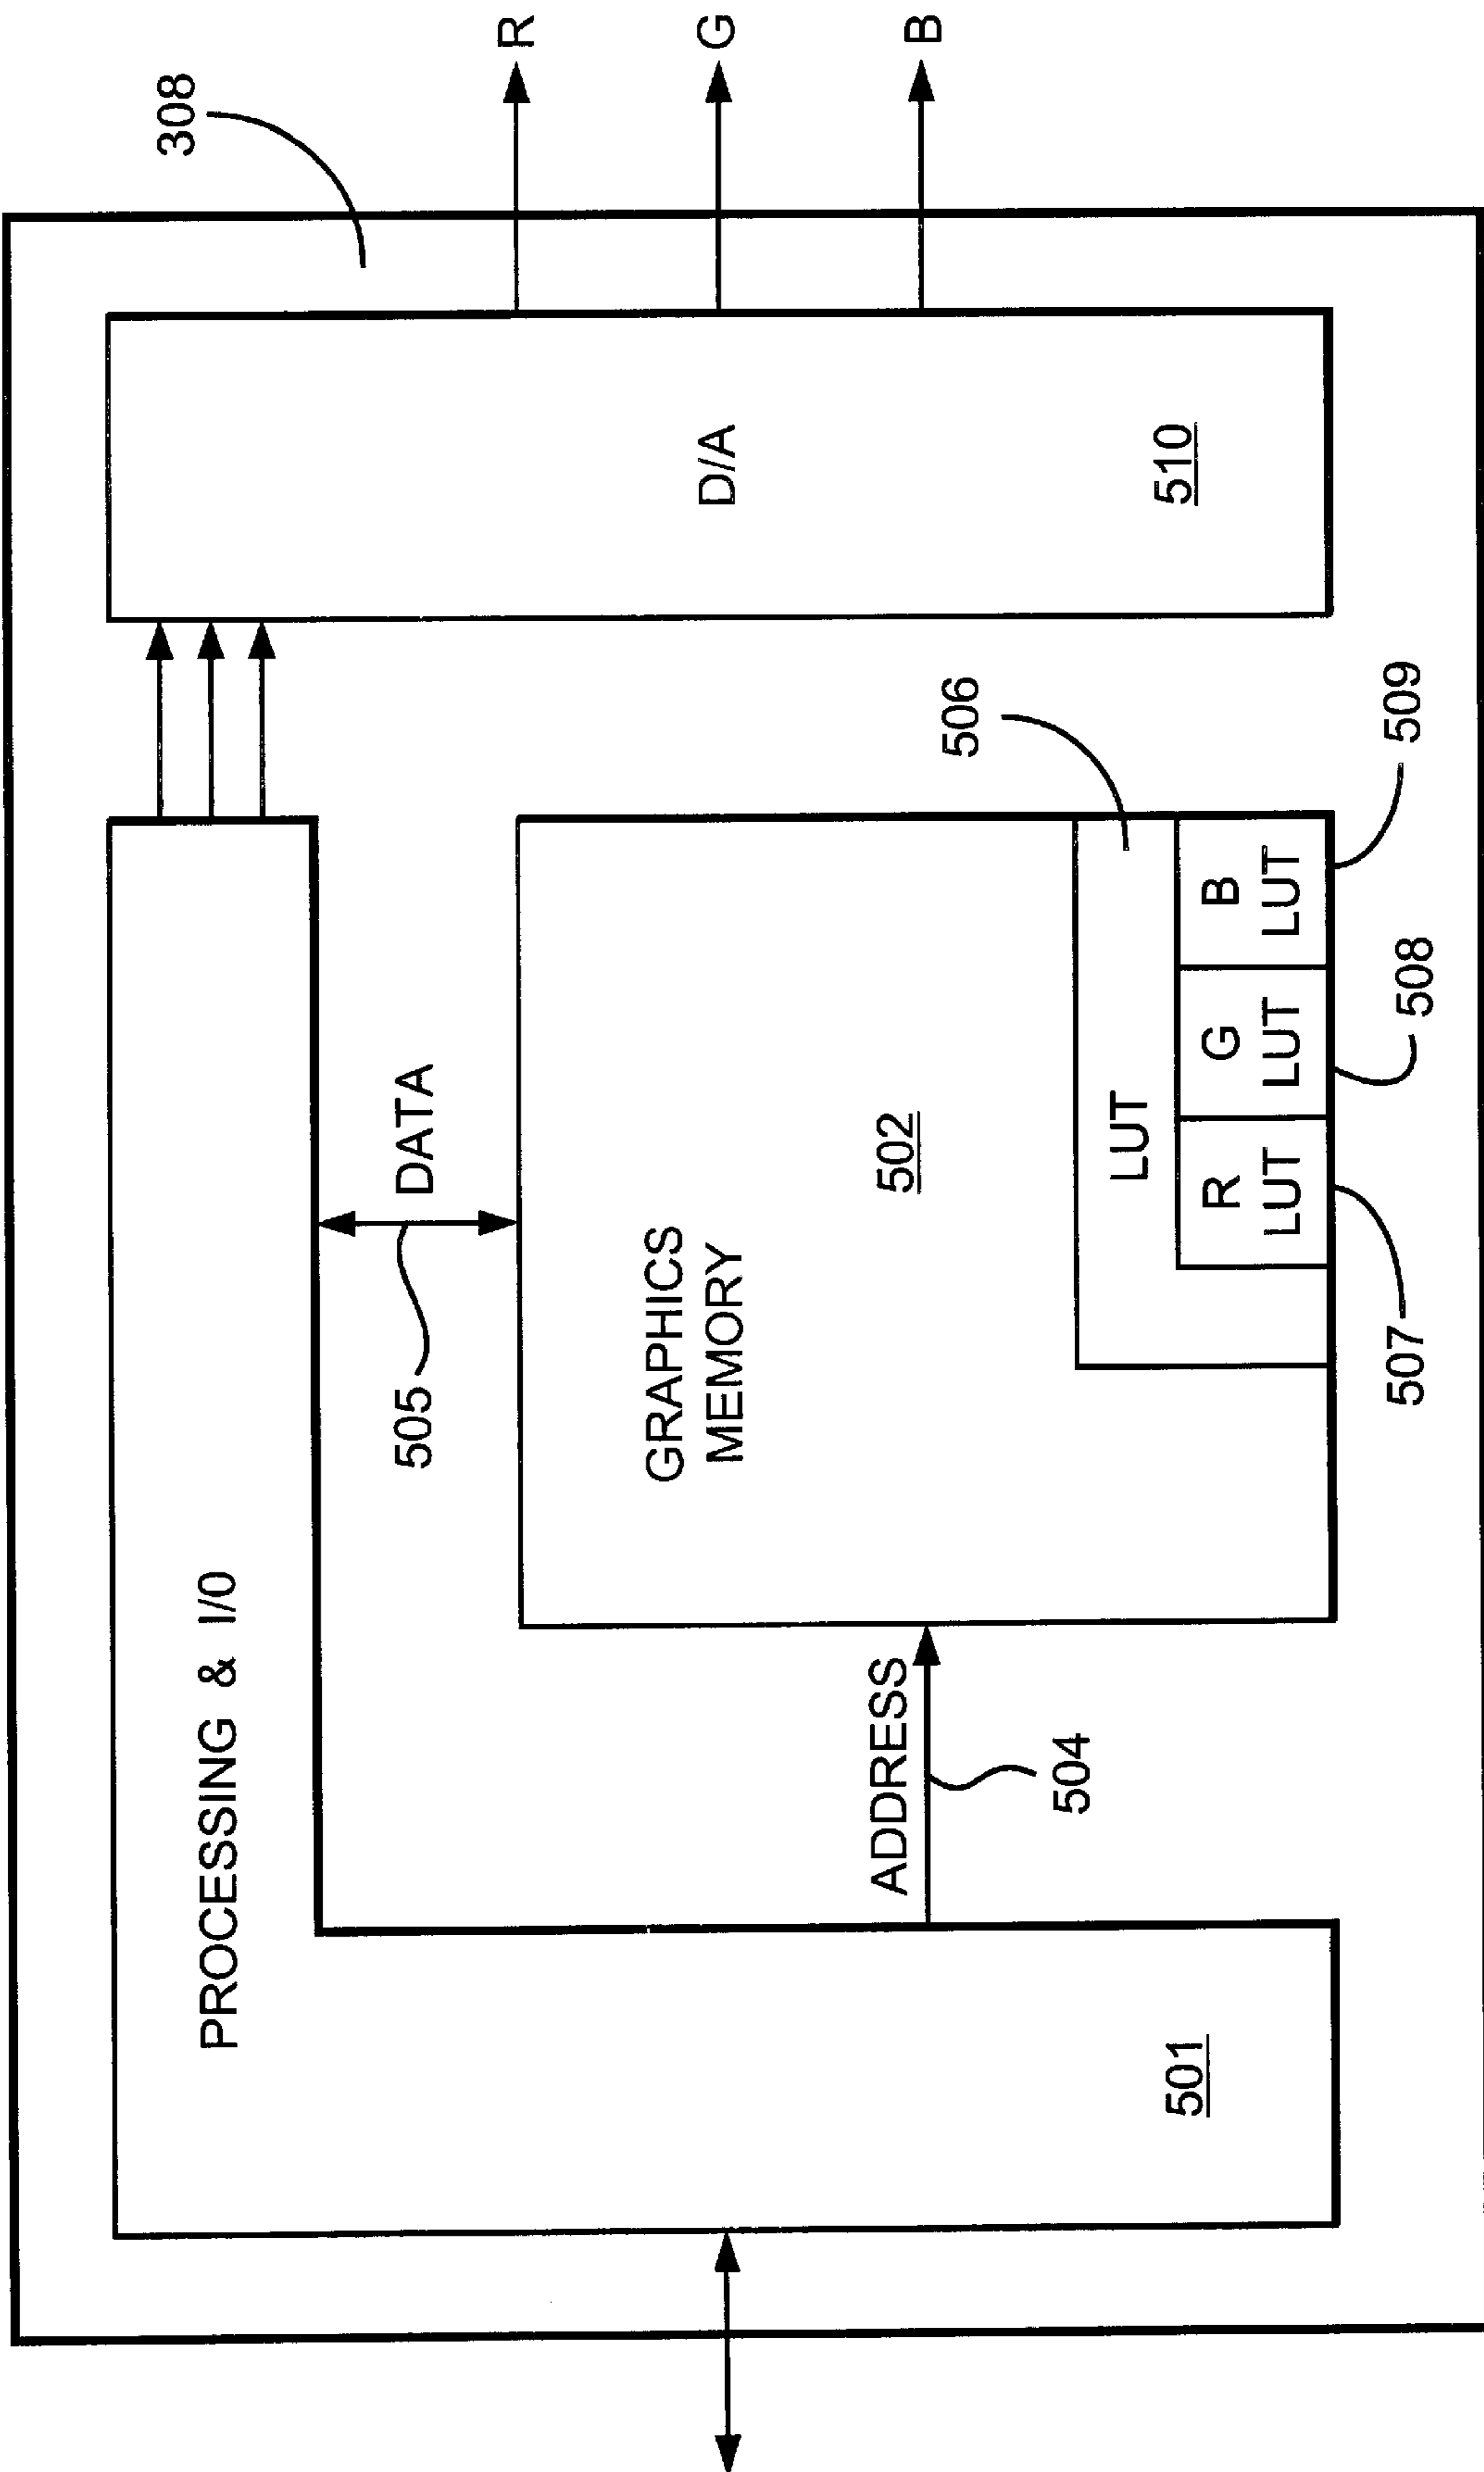 308
PROCESSING & I/0
R
G
B
505
DATA
D/A
GRAPHICS
MEMORY
ADDRESS
502
506
504
LUT
501
510
R
LUT
G
LUT
B
LUT
507
508
509